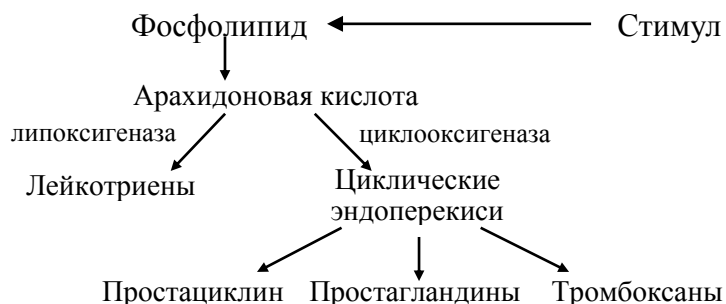 Фосфолипид Стимул
Арахидоновая кислота
липоксигеназа циклооксигеназа
Лейкотриены Циклические
эндоперекиси
Простациклин Простагландины Тромбоксаны